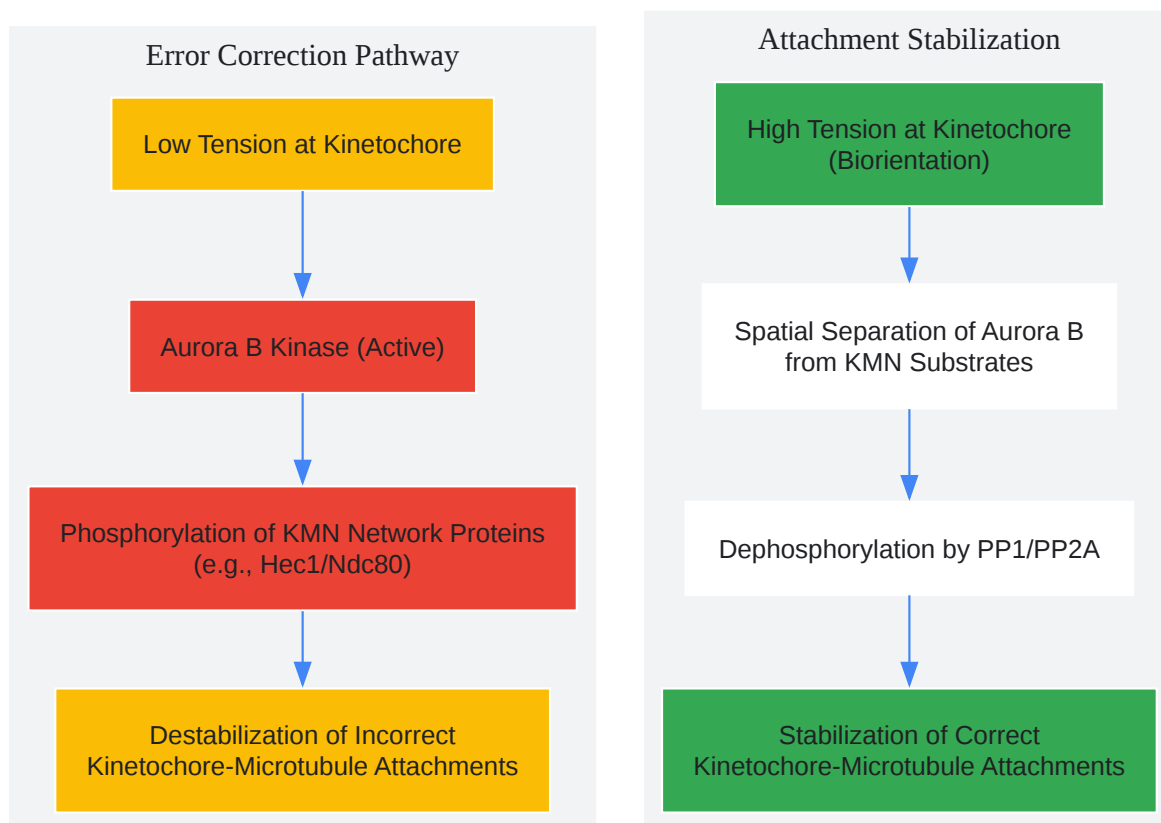 Error Correction Pathway
Low Tension at Kinetochore
Aurora B Kinase (Active)
Phosphorylation of KMN Network Proteins
(e.g., Hec1/Ndc80)
Destabilization of Incorrect
Kinetochore-Microtubule Attachments
Attachment Stabilization
High Tension at Kinetochore
(Biorientation)
Spatial Separation of Aurora B
from KMN Substrates
Dephosphorylation by PP1/PP2A
Stabilization of Correct
Kinetochore-Microtubule Attachments